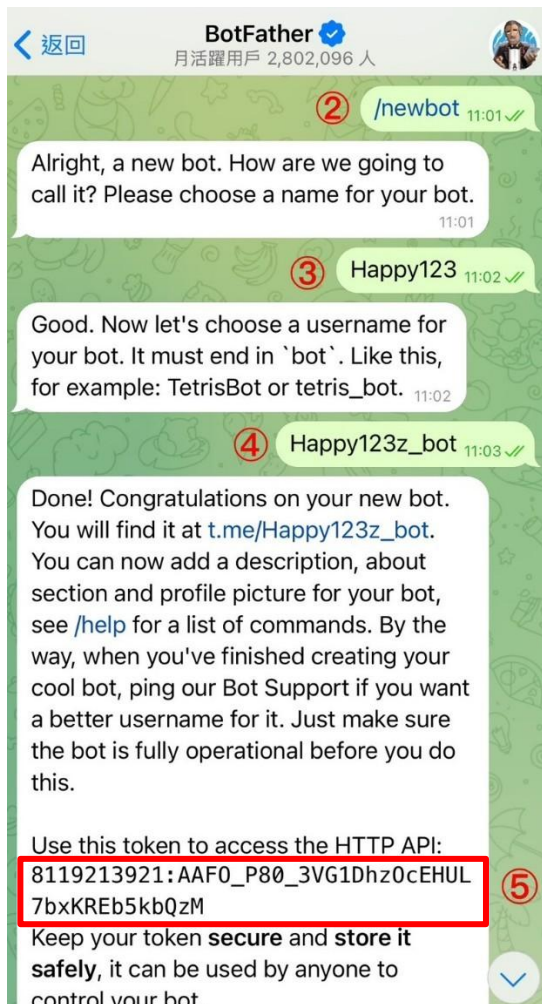 返回
BotFather
月活躍用戶 2,802,096 人
② /newbot 11:01
Alright, a new bot. How are we going to
call it? Please choose a name for your bot.
11:01
③ Happy123 11:02
Good. Now let's choose a username for
your bot. It must end in `bot`. Like this,
for example: TetrisBot or tetris_bot. 11:02
④ Happy123z_bot 11:03
Done! Congratulations on your new bot.
You will find it at t.me/Happy123z_bot.
You can now add a description, about
section and profile picture for your bot,
see /help for a list of commands. By the
way, when you've finished creating your
cool bot, ping our Bot Support if you want
a better username for it. Just make sure
the bot is fully operational before you do
this.
Use this token to access the HTTP API:
8119213921:AAFO_P80_3VG1DhzOcEHUL
7bxKREb5kbQzM
⑤
Keep your token secure and store it
safely, it can be used by anyone to
control your bot